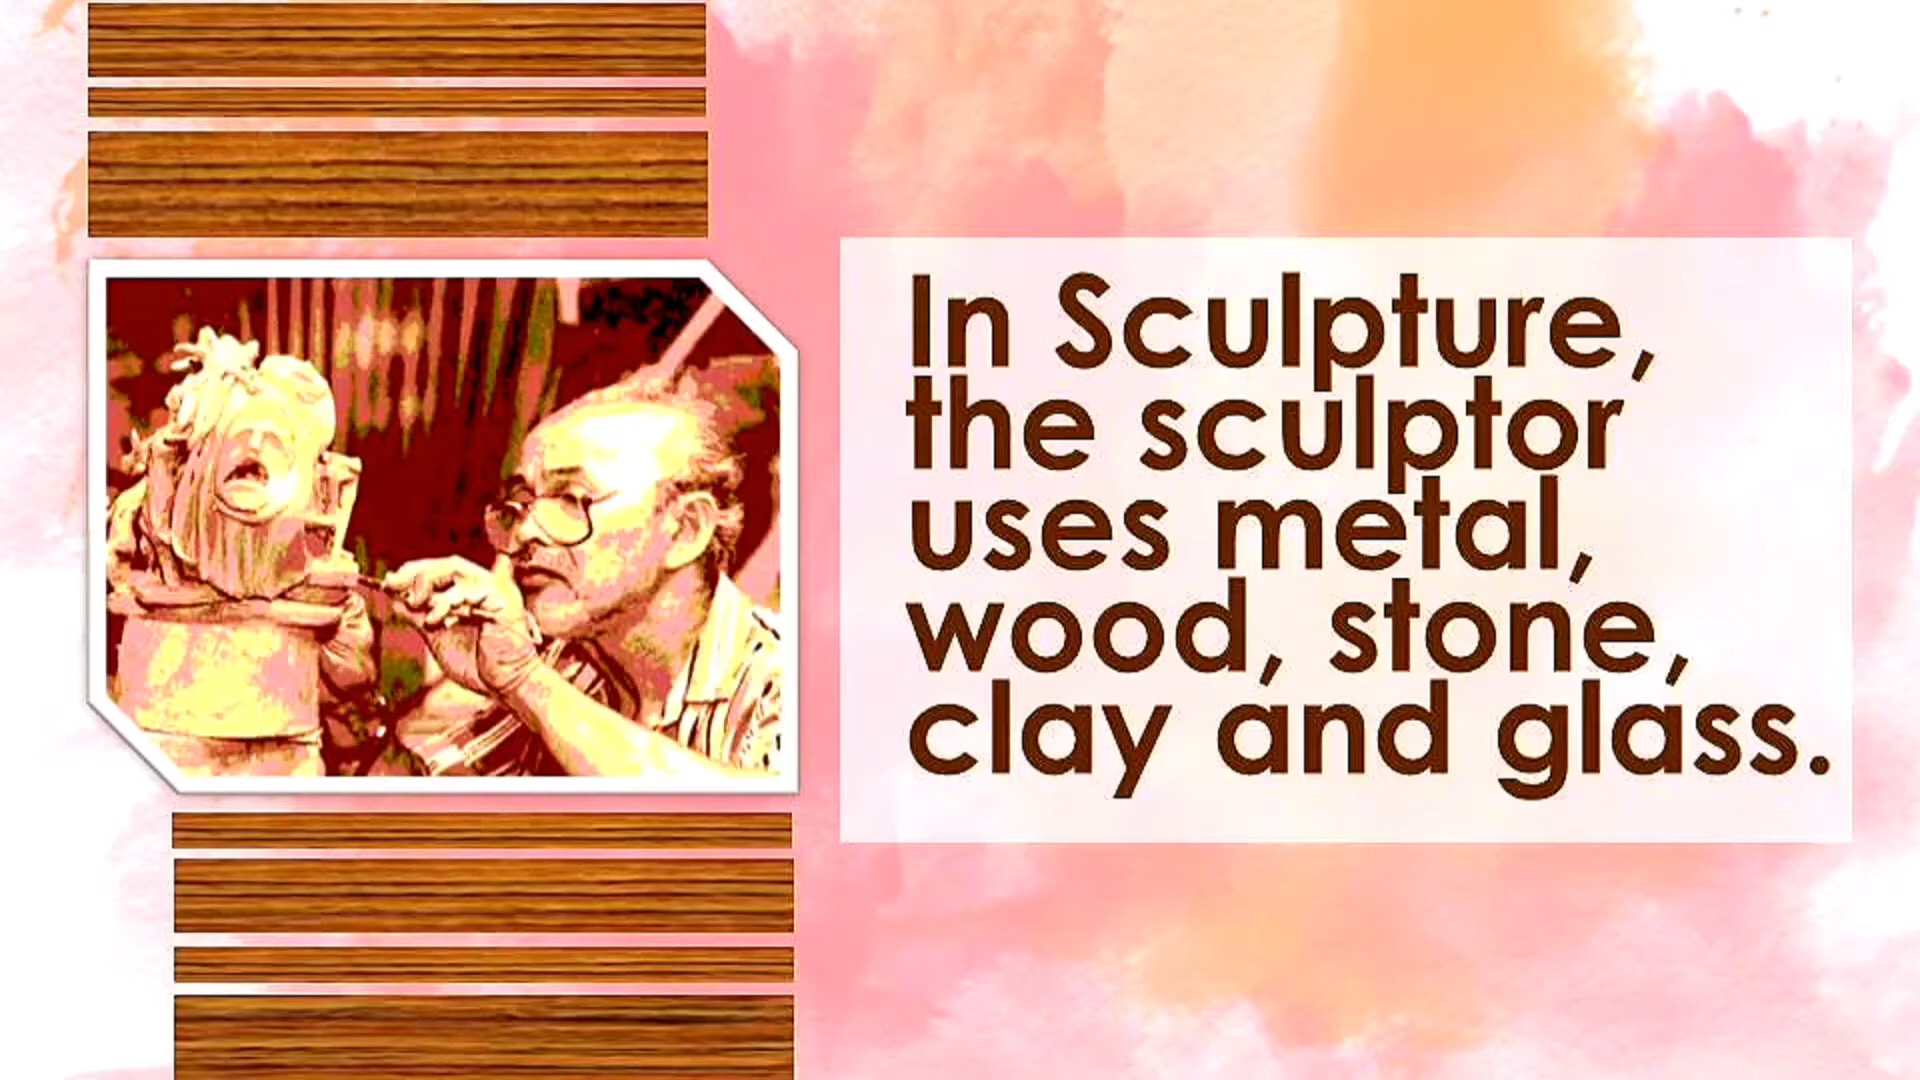 In Sculpture,
the sculptor
uses metal,
wood, stone,
clay and glass.